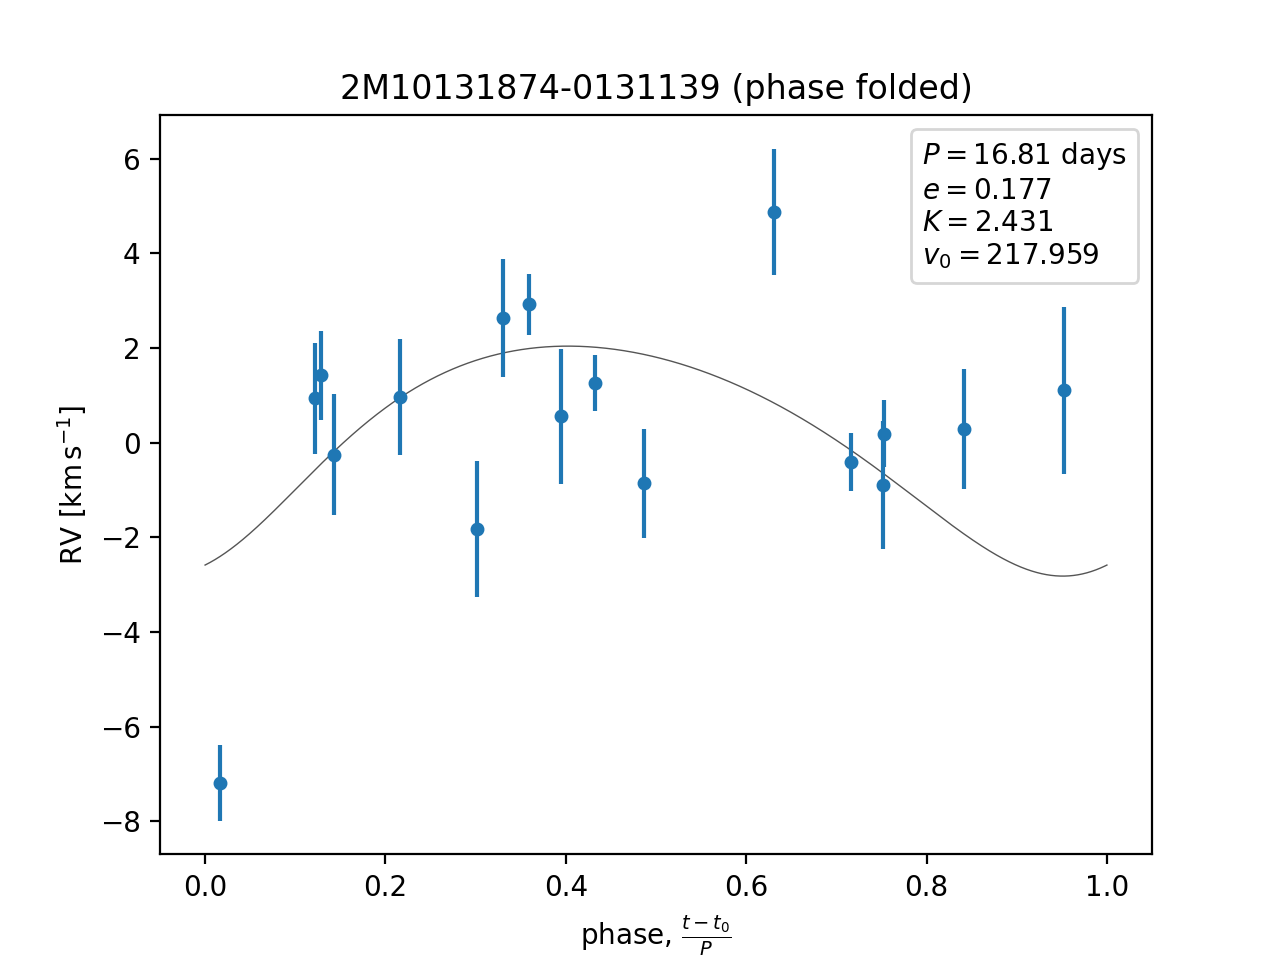 2M10131874-0131139 (phase folded)
P = 16.81 days
e = 0.177
K = 2.431
v₀ = 217.959
RV [km s⁻¹]
6
4
2
0
−2
−4
−6
−8
0.0 0.2 0.4 0.6 0.8 1.0
phase, (t − t₀)/P